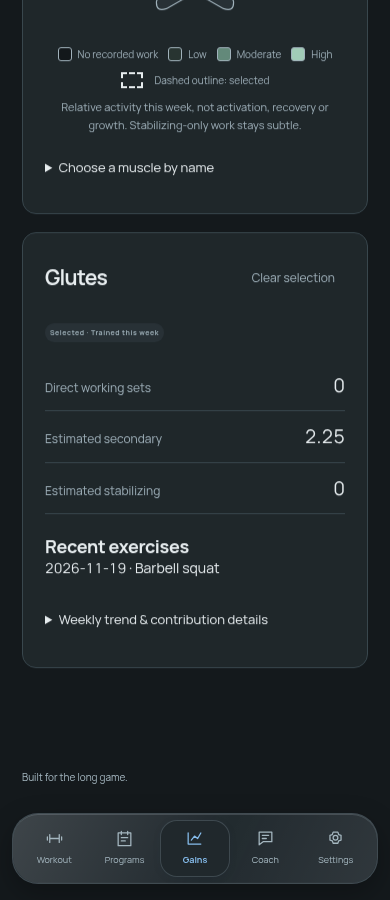 No recorded work Low Moderate High
Dashed outline: selected
Relative activity this week, not activation, recovery or
growth. Stabilizing-only work stays subtle.
Choose a muscle by name
Glutes Clear selection
Selected · Trained this week
Direct working sets 0
Estimated secondary 2.25
Estimated stabilizing 0
Recent exercises
2026-11-19 · Barbell squat
Weekly trend & contribution details
Built for the long game.
Workout Programs Gains Coach Settings